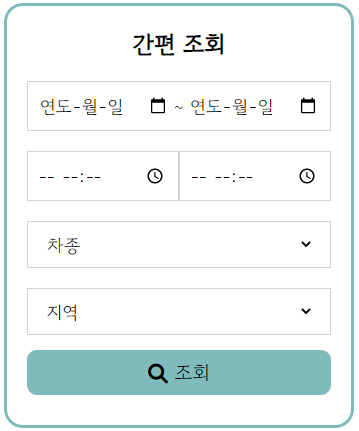 간편 조회
연도-월-일 ~ 연도-월-일
-- --:-- -- --:--
차종
지역
조회